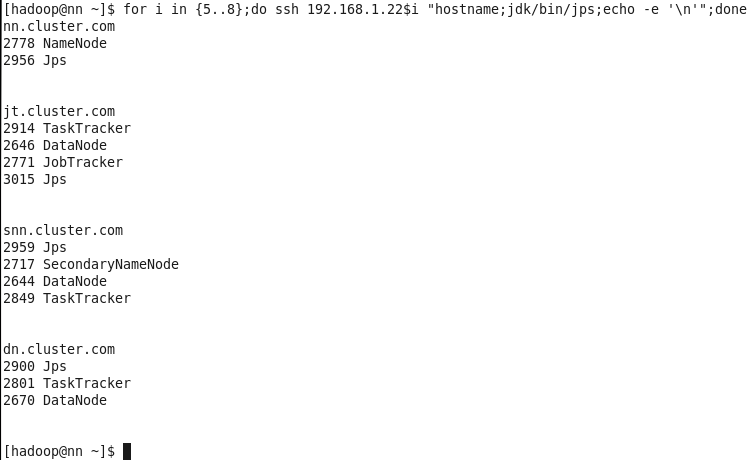 [hadoop@nn ~]$ for i in {5..8};do ssh 192.168.1.22$i "hostname;jdk/bin/jps;echo -e '\n'";done
nn.cluster.com
2778 NameNode
2956 Jps
jt.cluster.com
2914 TaskTracker
2646 DataNode
2771 JobTracker
3015 Jps
snn.cluster.com
2959 Jps
2717 SecondaryNameNode
2644 DataNode
2849 TaskTracker
dn.cluster.com
2900 Jps
2801 TaskTracker
2670 DataNode
[hadoop@nn ~]$